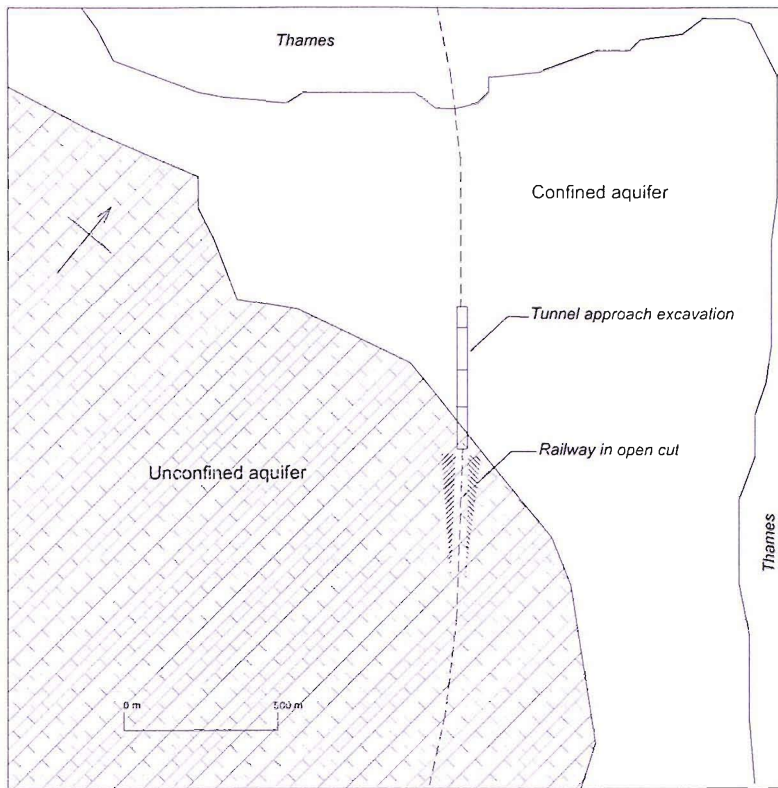 Thames
Confined aquifer
Tunnel approach excavation
Railway in open cut
Unconfined aquifer
Thames
0 m
500 m